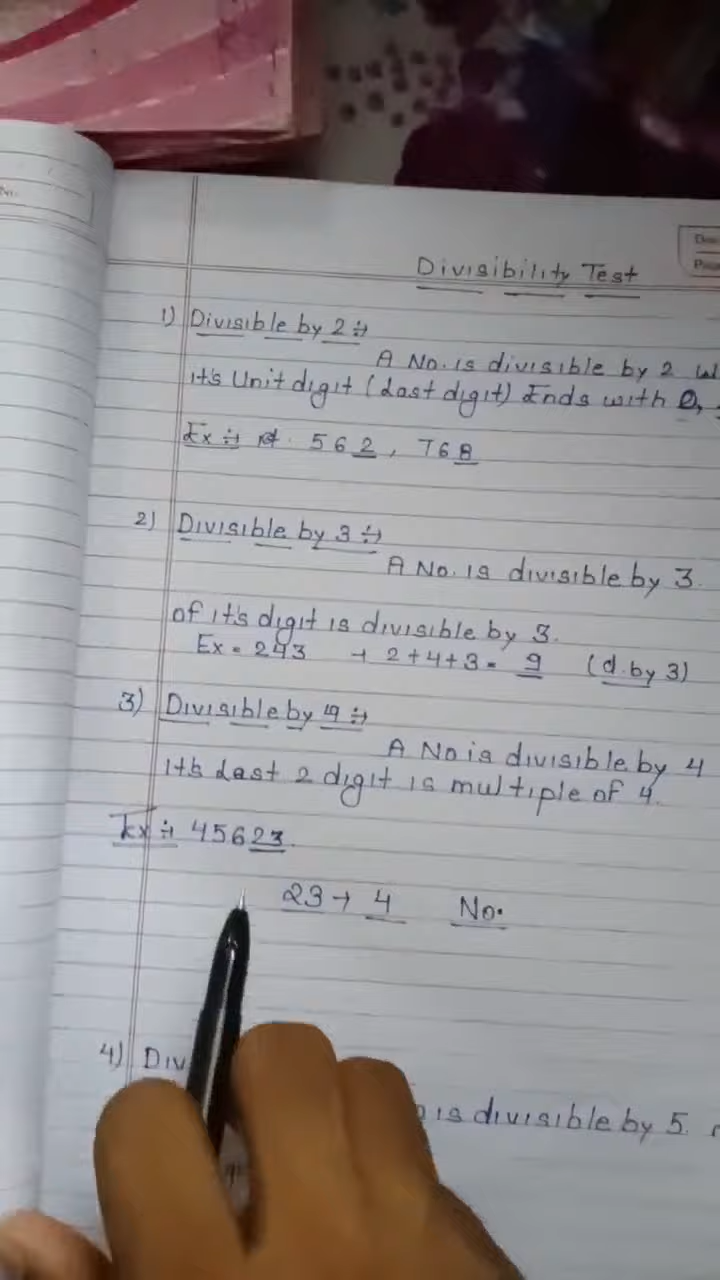 No.
Divisibility Test
1) Divisible by 2 :-)
A No. is divisible by 2
it's Unit digit (Last digit) Ends with 0,
Ex :-) 562, 768
2) Divisible by 3 :-)
A No. is divisible by 3
of it's digit is divisible by 3.
Ex = 243 → 2+4+3= 9 (d. by 3)
3) Divisible by 4 :-)
A No is divisible by 4
it's Last 2 digit is multiple of 4.
Ex :-) 45623.
23 → 4 No.
4) Div
is divisible by 5